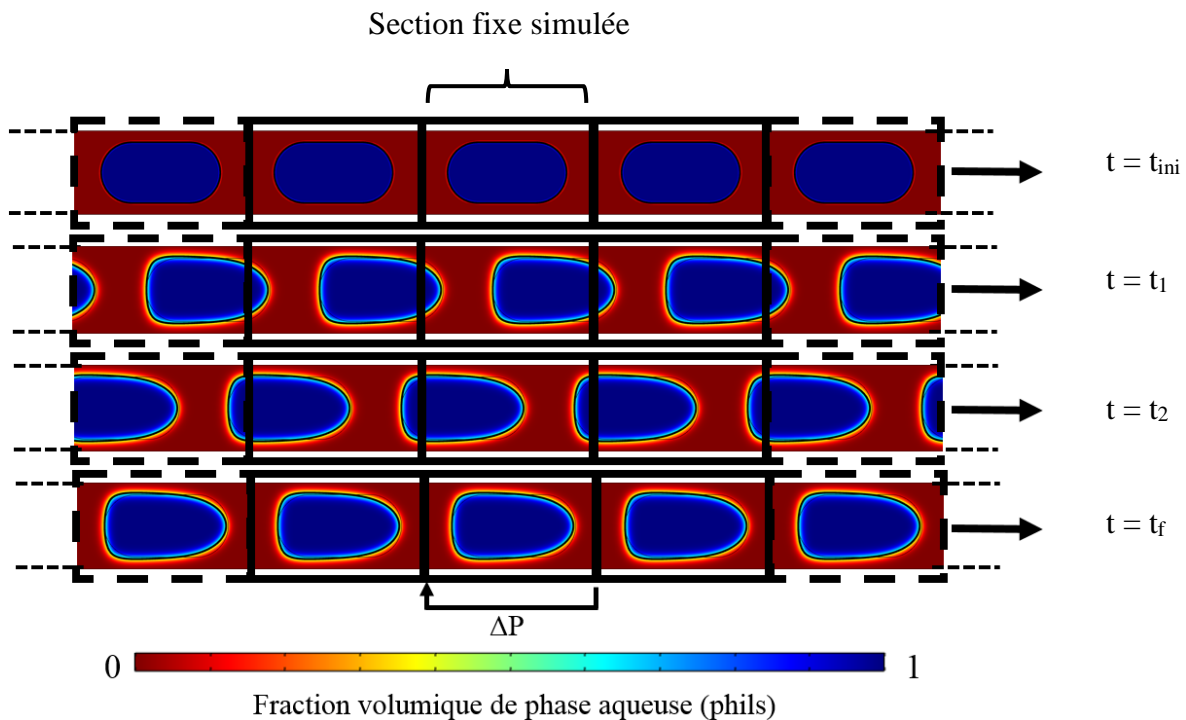 Section fixe simulée
t = tini
t = t1
t = t2
t = tf
ΔP
0
1
Fraction volumique de phase aqueuse (phils)